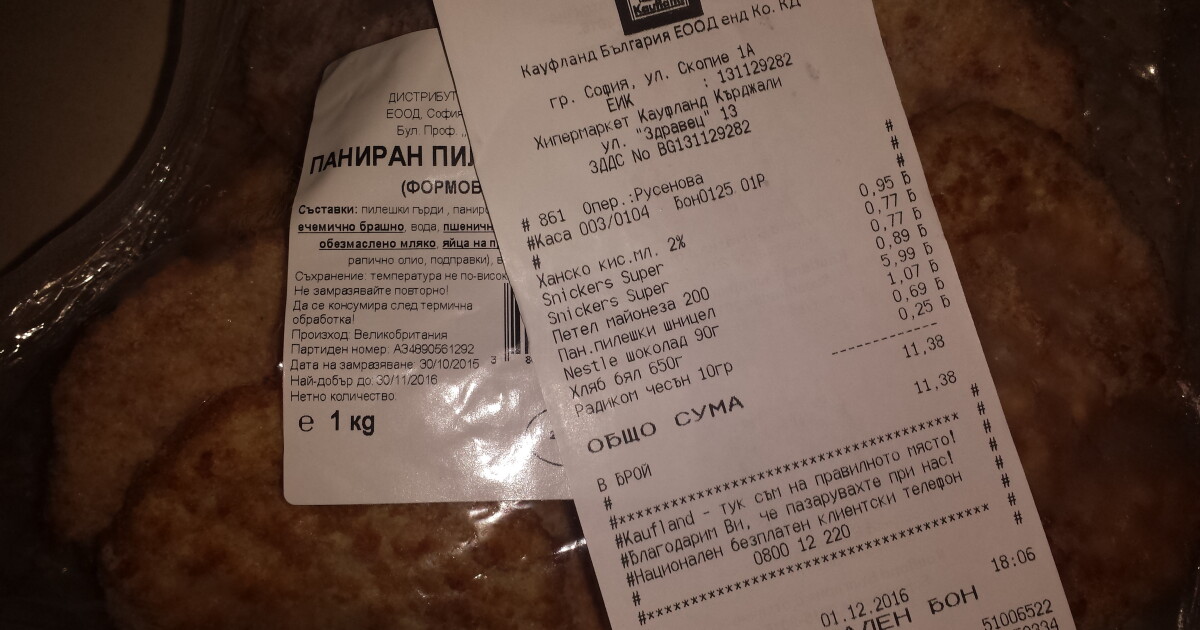 ДИСТРИБУТ
ЕООД, София
Бул. Проф.
ПАНИРАН ПИЛ
(ФОРМОВ
Съставки: пилешки гърди , панир
ечемично брашно, вода, пшеничн
обезмаслено мляко, яйца на п
рапично олио, подправки), в
Съхранение: температура не по-висок
Не замразявайте повторно!
Да се консумира след термична
обработка!
Произход: Великобритания
Партиден номер: АЗ4890561292
Дата на замразяване: 30/10/2015
Най-добър до: 30/11/2016
Нетно количество:
e 1 kg
Kaufland
Кауфланд България ЕООД енд Ко. КД
гр. София, ул. Скопие 1А
ЕИК : 131129282
Хипермаркет Кауфланд Кърджали
ул. "Здравец" 13
ЗДДС No BG131129282
#
# 861 Опер.:Русенова #
#Каса 003/0104 Бон0125 01Р #
#
Ханско кис.мл. 2% 0,95 Б
Snickers Super 0,77 Б
Snickers Super 0,77 Б
Петел майонеза 200 0,89 Б
Пан.пилешки шницел 5,99 Б
Nestle шоколад 90г 1,07 Б
Хляб бял 650г 0,69 Б
Радиком чесън 10гр 0,25 Б
------------
ОБЩО СУМА 11,38
В БРОЙ 11,38
# #
#************************************ #
#Kaufland - тук съм на правилното място! #
#Благодарим Ви, че пазарувахте при нас! #
#Национален безплатен клиентски телефон #
# 0800 12 220 #
#************************************ #
01.12.2016 18:06
АЛЕН БОН
51006522